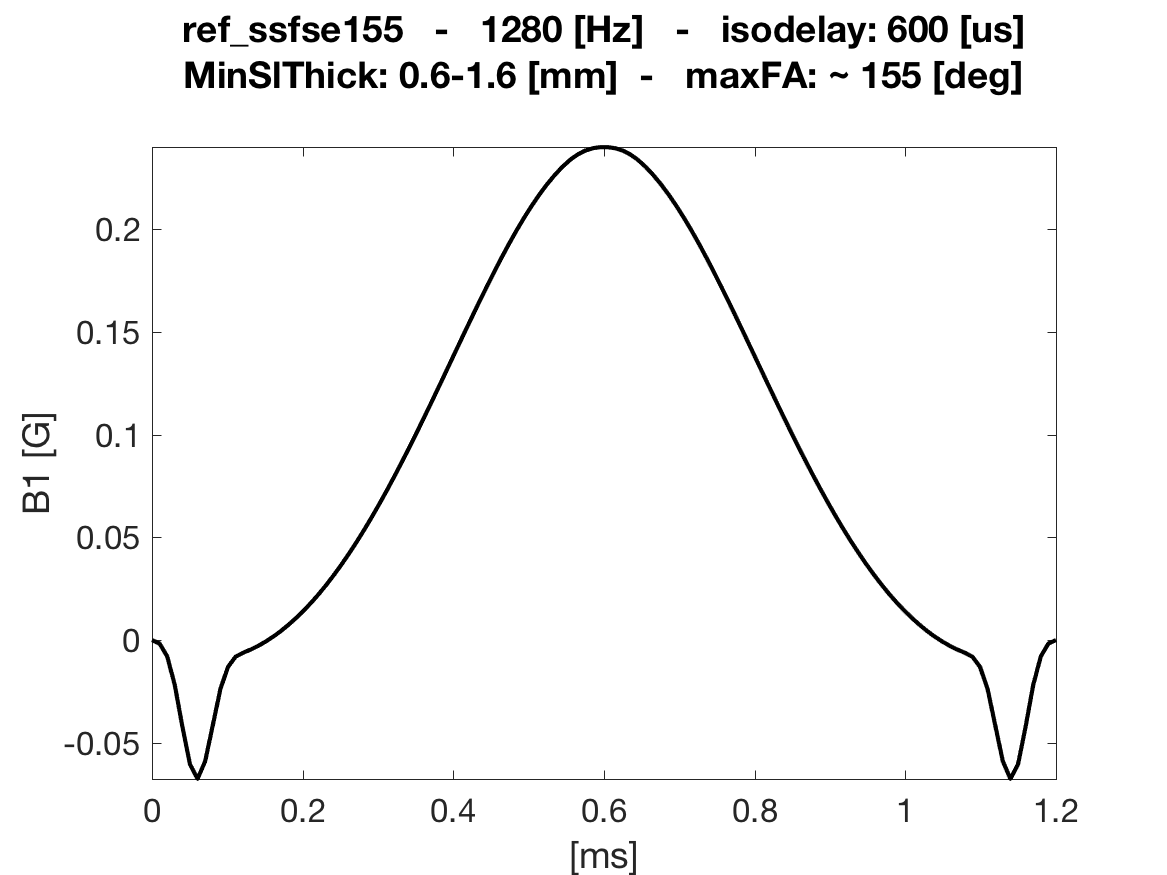 ref_ssfse155 - 1280 [Hz] - isodelay: 600 [us]
MinSlThick: 0.6-1.6 [mm] - maxFA: ~ 155 [deg]
0.2
0.15
0.1
0.05
0
-0.05
B1 [G]
0 0.2 0.4 0.6 0.8 1 1.2
[ms]